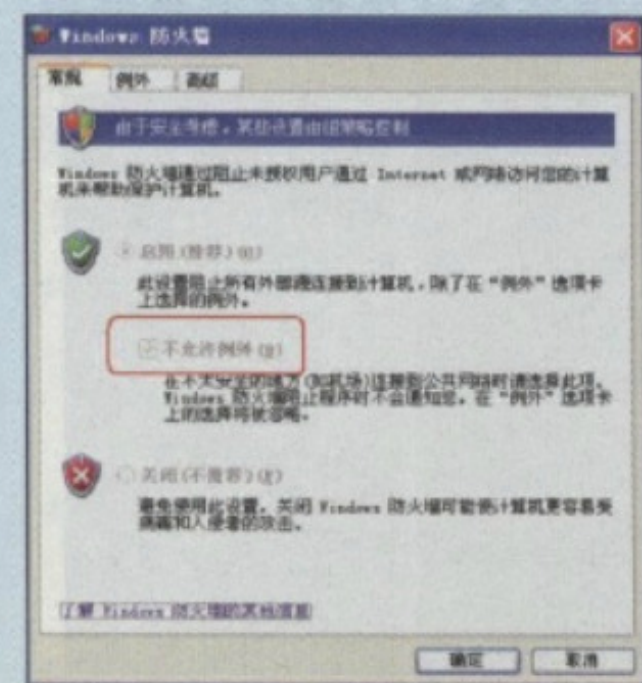 Windows 防火墙
常规 例外 高级
由于安全考虑，某些设置由组策略控制
Windows 防火墙通过阻止未授权用户通过 Internet 或网络访问您的计算
机来帮助保护计算机。
启用(推荐)(O)
此设置阻止所有外部源连接到计算机，除了在“例外”选项卡
上选择的例外。
不允许例外(D)
在不太安全的地方(如机场)连接到公共网络时请选择此项。
Windows 防火墙阻止程序时不会通知您。在“例外”选项卡
上的选择将被忽略。
关闭(不推荐)(F)
避免使用此设置。关闭 Windows 防火墙可能使计算机更容易受
病毒和入侵者的攻击。
了解 Windows 防火墙的其他信息
确定 取消